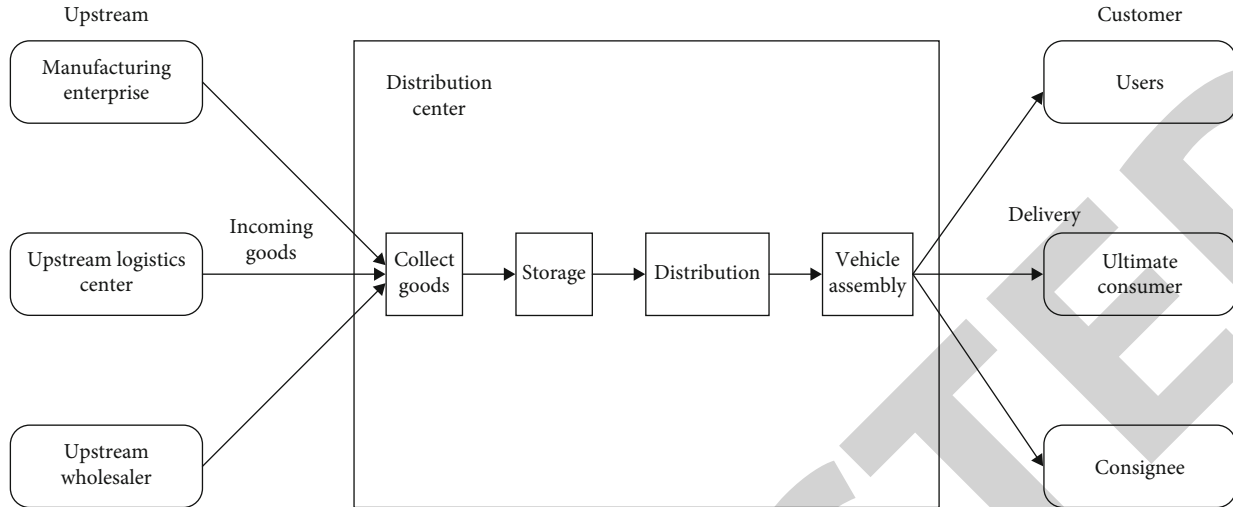 Upstream
Customer
Manufacturing
enterprise
Distribution
center
Users
Incoming
goods
Delivery
Upstream logistics
center
Collect
goods
Storage
Distribution
Vehicle
assembly
Ultimate
consumer
Upstream
wholesaler
Consignee